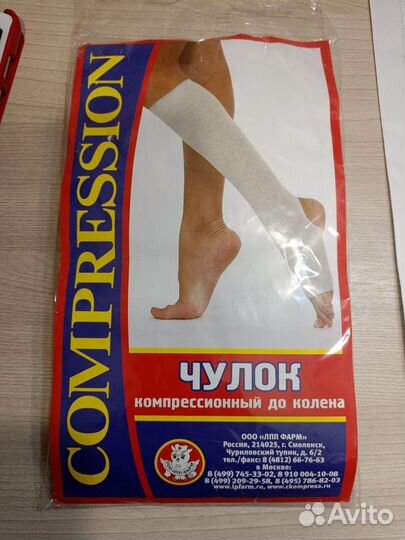 COMPRESSION
ЧУЛОК
компрессионный до колена
ООО «ЛПП ФАРМ»
Россия, 214025, г. Смоленск,
Чуриловский тупик, д. 6/2
тел./факс: 8 (4812) 66-76-63
в Москве:
8 (499) 745-33-02, 8 910 004-10-08
8 (499) 209-29-58, 8 (495) 786-82-03
www.lpfarm.ru, www.ckompress.ru
Avito